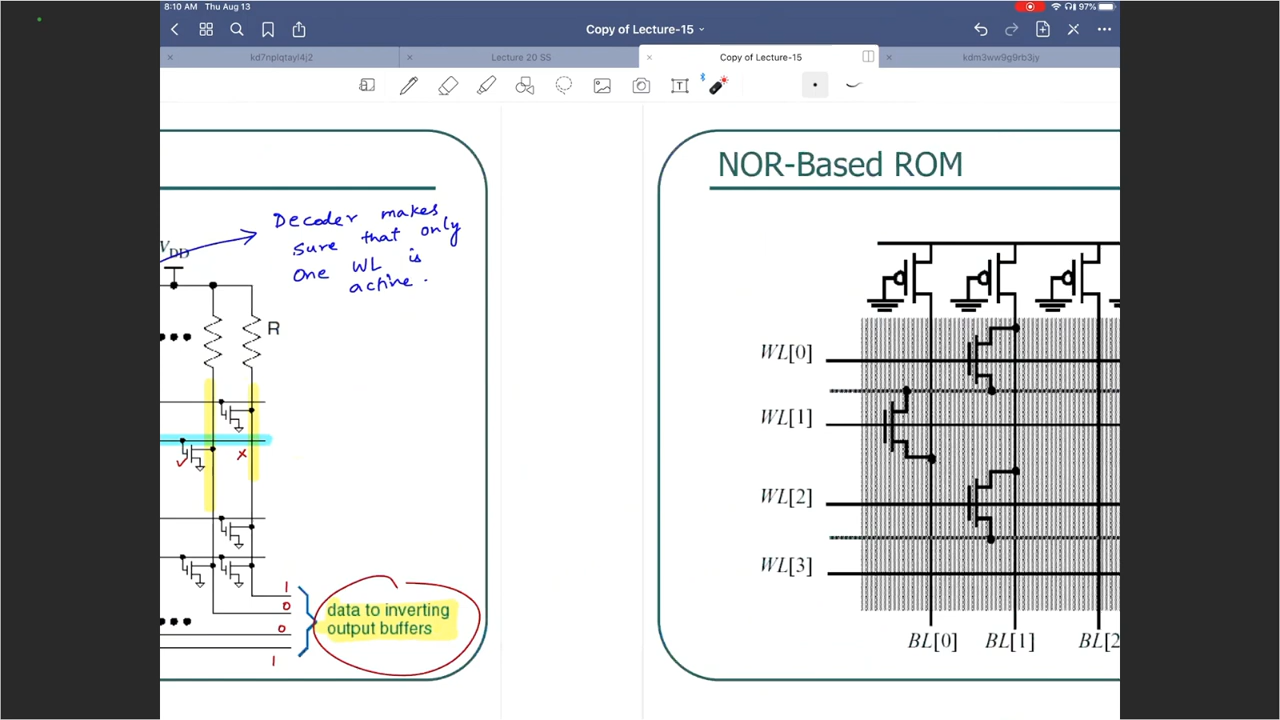 8:10 AM Thu Aug 13
97%
Copy of Lecture-15
kd7nplqtayl4j2
Lecture 20 SS
Copy of Lecture-15
kdm3ww9g9rb3jy
T
VDD
Decoder makes
sure that only
one WL is
active.
R
1
0
0
1
data to inverting
output buffers
NOR-Based ROM
WL[0]
WL[1]
WL[2]
WL[3]
BL[0] BL[1] BL[2